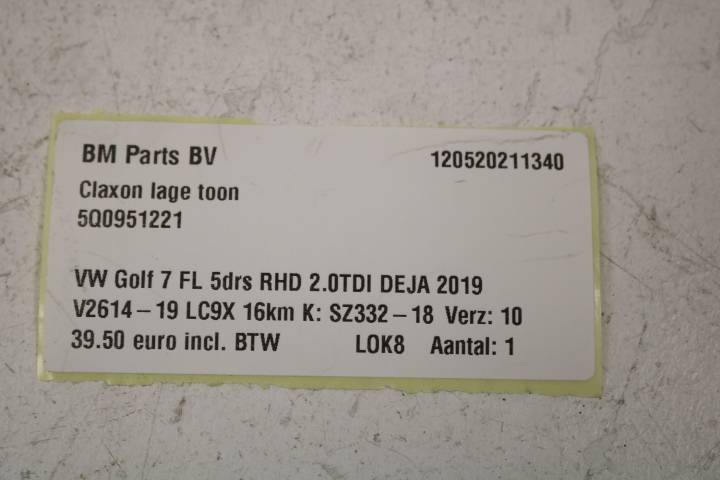 BM Parts BV 120520211340
Claxon lage toon
5Q0951221
VW Golf 7 FL 5drs RHD 2.0TDI DEJA 2019
V2614-19 LC9X 16km K: SZ332-18 Verz: 10
39.50 euro incl. BTW LOK8 Aantal: 1